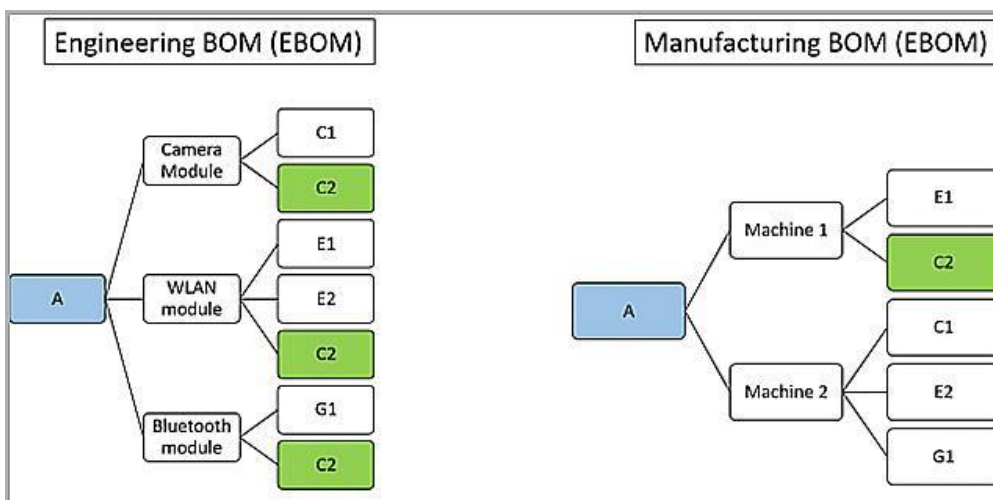 Engineering BOM (EBOM)
Manufacturing BOM (EBOM)
Camera
Module
C1
C2
A
WLAN
module
E1
E2
C2
Bluetooth
module
G1
C2
A
Machine 1
E1
C2
Machine 2
C1
E2
G1